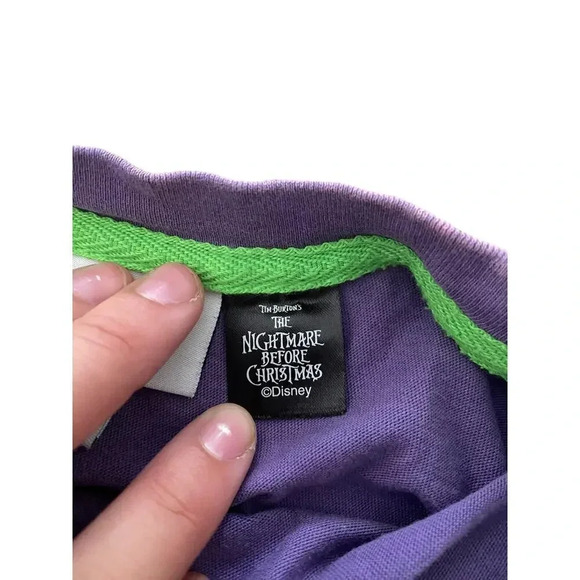 TIM BURTON'S
THE
NIGHTMARE
BEFORE
CHRISTMAS
©Disney